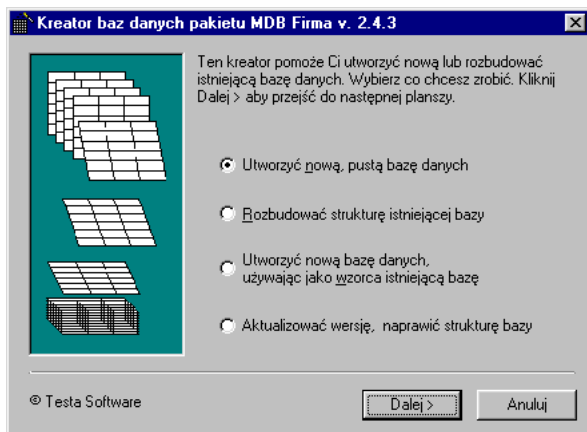 Kreator baz danych pakietu MDB Firma v. 2.4.3
Ten kreator pomoże Ci utworzyć nową lub rozbudować
istniejącą bazę danych. Wybierz co chcesz zrobić. Kliknij
Dalej > aby przejść do następnej planszy.
Utworzyć nową, pustą bazę danych
Rozbudować strukturę istniejącej bazy
Utworzyć nową bazę danych,
używając jako wzorca istniejącą bazę
Aktualizować wersję, naprawić strukturę bazy
© Testa Software
Dalej >
Anuluj